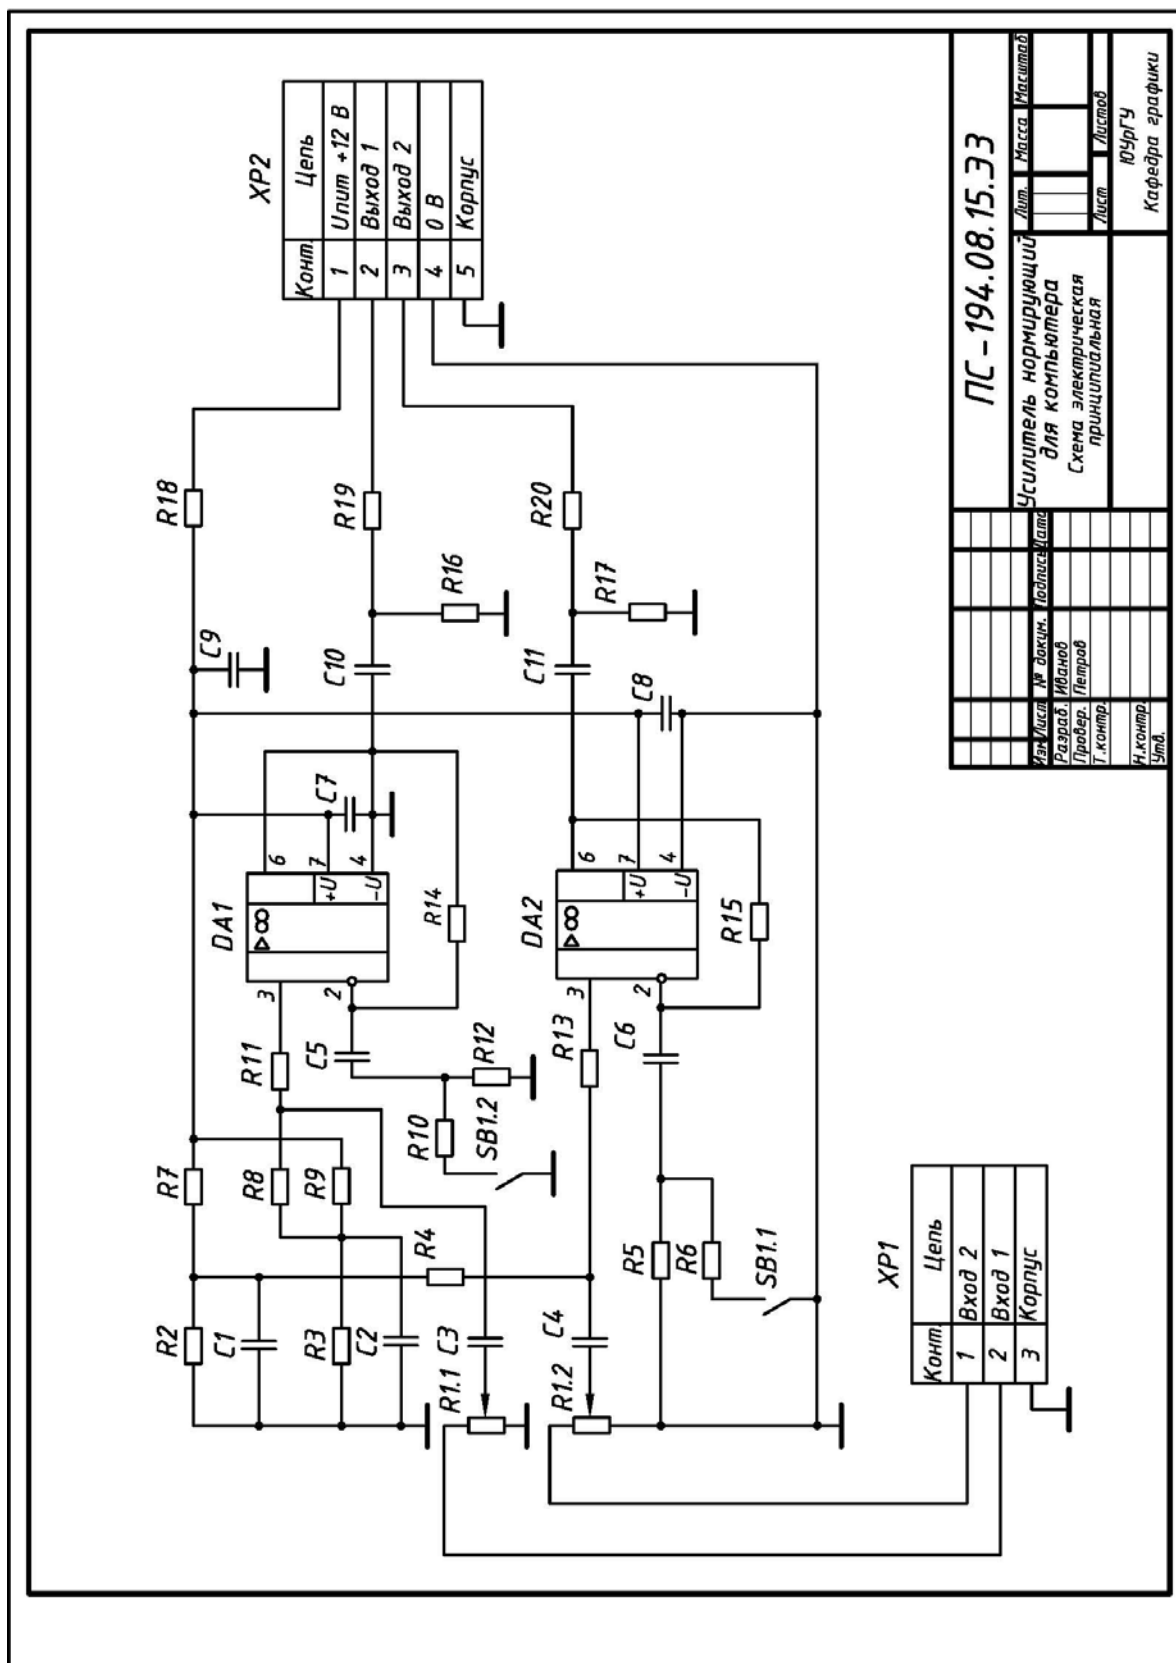 XP2
Конт. Цепь
1 Uпит +12 В
2 Выход 1
3 Выход 2
4 0 В
5 Корпус
R18
C9
R7
R2
C1
R19
R16
C10
C7
DA1
▷∞
6
7
4
+U
-U
3
2
R14
R11
C5
R12
R10
SB1.2
R8
R9
R4
R3
C2
C3
R1.1
R20
R17
C11
C8
DA2
▷∞
6
7
4
+U
-U
3
2
R15
R13
C6
R5
R6
SB1.1
C4
R1.2
XP1
Конт. Цепь
1 Вход 2
2 Вход 1
3 Корпус
ПС-194.08.15.ЭЗ
Усилитель нормирующий
для компьютера
Схема электрическая
принципиальная
Лит. Масса Масштаб
Лист Листов
ЮУрГУ
Кафедра графики
Изм Лист № докум. Подпись Дата
Разраб. Иванов
Провер. Петров
Т.контр.
Н.контр.
Утв.